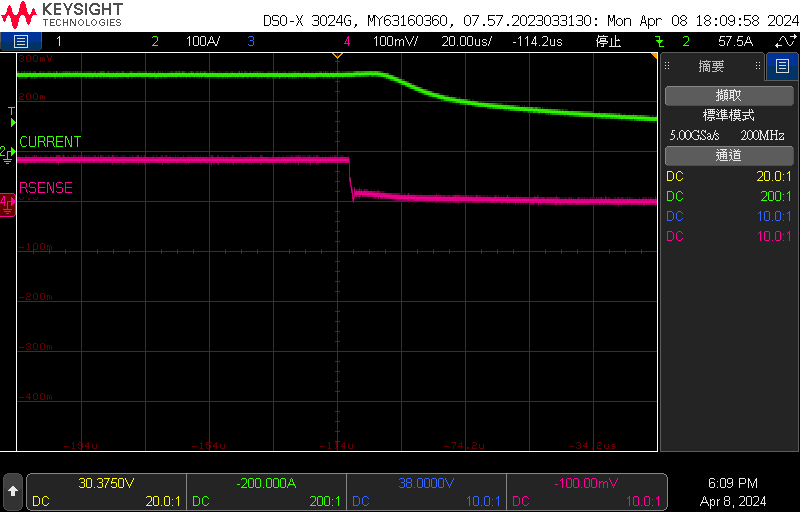 KEYSIGHT
TECHNOLOGIES
DSO-X 3024G, MY63160360, 07.57.2023033130: Mon Apr 08 18:09:58 2024
1 2 100A/ 3 4 100mV/ 20.00us/ -114.2us 停止 2 57.5A
300mV
摘要
200m
擷取
T
標準模式
5.00GSa/s 200MHz
CURRENT
2
通道
DC 20.0:1
RSENSE
DC 200:1
4
DC 10.0:1
DC 10.0:1
-100m
-200m
-300m
-400m
-194u -154u -114u -74.2u -34.2us
30.3750V -200.000A 38.0000V -100.00mV 6:09 PM
DC 20.0:1 DC 200:1 DC 10.0:1 DC 10.0:1 Apr 8, 2024